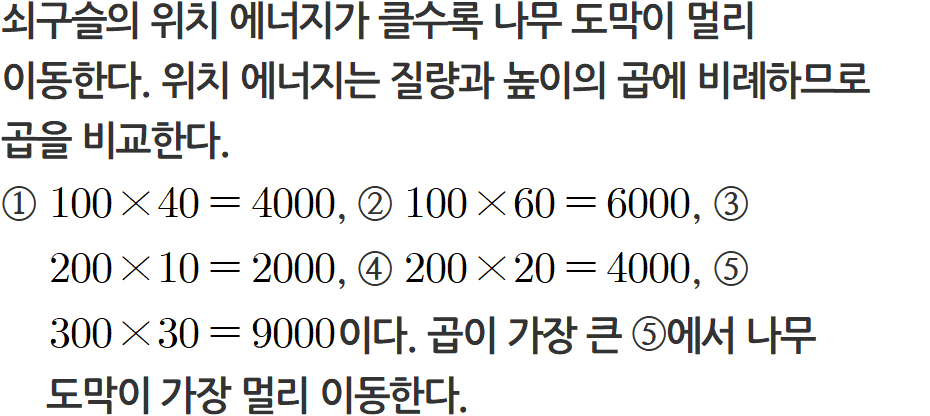 쇠구슬의 위치 에너지가 클수록 나무 도막이 멀리
이동한다. 위치 에너지는 질량과 높이의 곱에 비례하므로
곱을 비교한다.
① 100×40=4000, ② 100×60=6000, ③
200×10=2000, ④ 200×20=4000, ⑤
300×30=9000이다. 곱이 가장 큰 ⑤에서 나무
도막이 가장 멀리 이동한다.